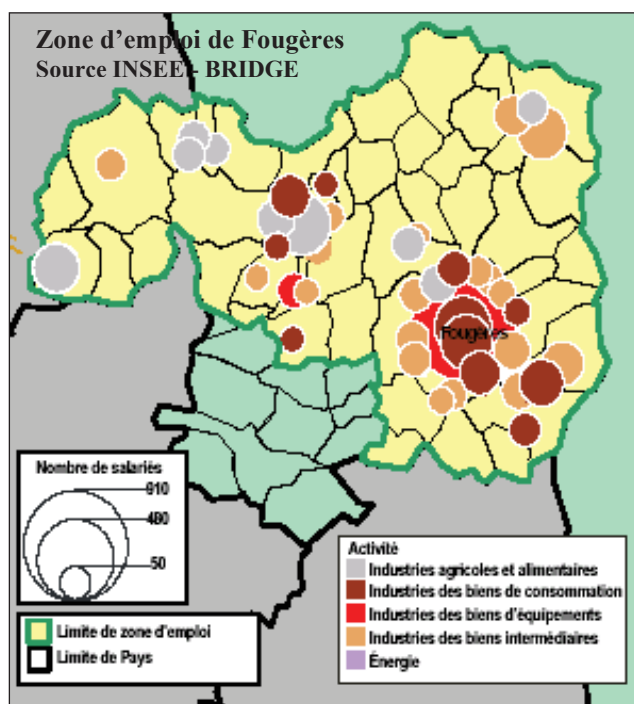 Zone d'emploi de Fougères
Source INSEE - BRIDGE
Fougères
Nombre de salariés
910
480
50
Limite de zone d'emploi
Limite de Pays
Activité
Industries agricoles et alimentaires
Industries des biens de consommation
Industries des biens d'équipements
Industries des biens intermédiaires
Énergie